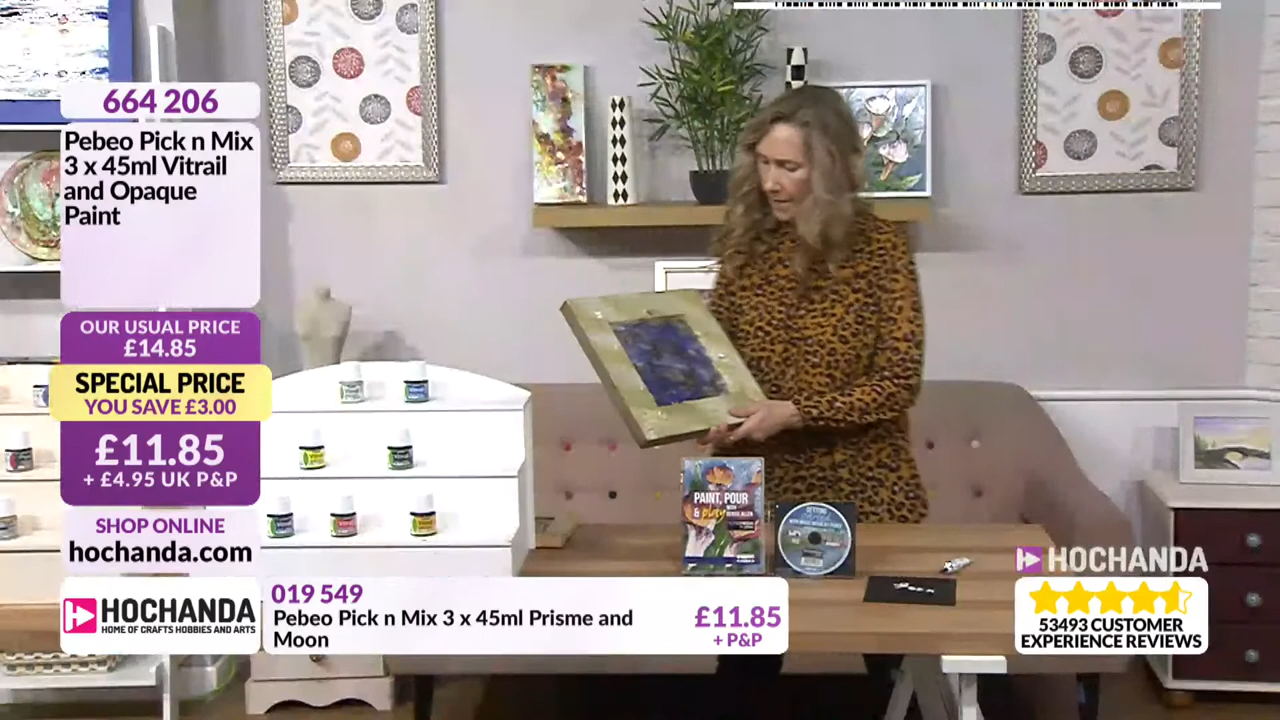 664 206
Pebeo Pick n Mix
3 x 45ml Vitrail
and Opaque
Paint
OUR USUAL PRICE
£14.85
SPECIAL PRICE
YOU SAVE £3.00
£11.85
+ £4.95 UK P&P
SHOP ONLINE
hochanda.com
HOCHANDA
HOME OF CRAFTS HOBBIES AND ARTS
019 549
Pebeo Pick n Mix 3 x 45ml Prisme and
Moon
£11.85
+ P&P
PAINT, POUR
& play
HOCHANDA
53493 CUSTOMER
EXPERIENCE REVIEWS